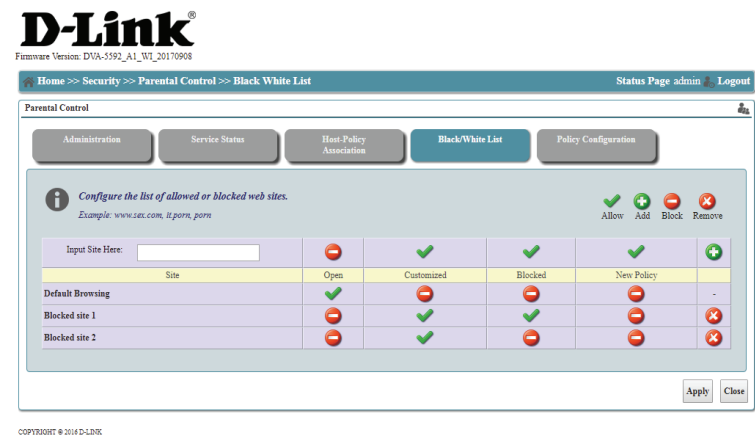 D-Link®
Firmware Version: DVA-5592_A1_WI_20170908
Home >> Security >> Parental Control >> Black White List Status Page admin Logout
Parental Control
Administration Service Status Host-Policy Association Black/White List Policy Configuration
Configure the list of allowed or blocked web sites.
Example: www.sex.com, it.porn, porn
Allow Add Block Remove
Input Site Here:
Site Open Customized Blocked New Policy
Default Browsing -
Blocked site 1
Blocked site 2
Apply Close
COPYRIGHT © 2016 D-LINK